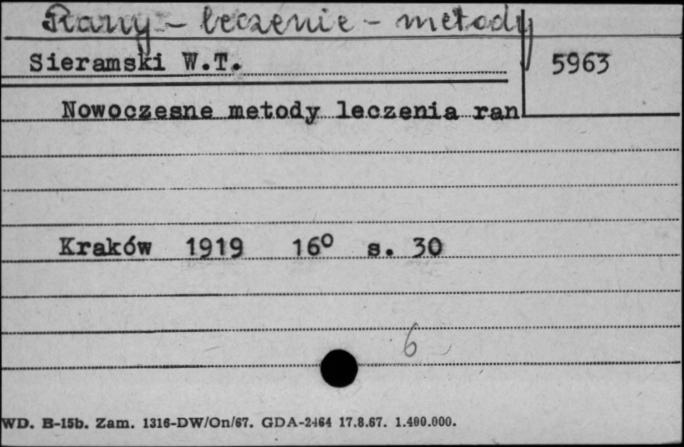 Rany - leczenie - metody
Sieramski W.T.
5963
Nowoczesne metody leczenia ran
Kraków 1919 16° s. 30
6
WD. B-15b. Zam. 1316-DW/On/67. GDA-2464 17.8.67. 1.400.000.